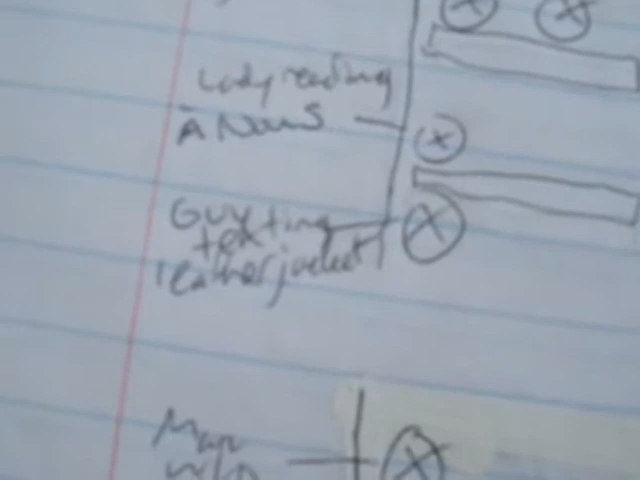 Lady reading
A News
Guy
texting
leather jacket
Man
w/